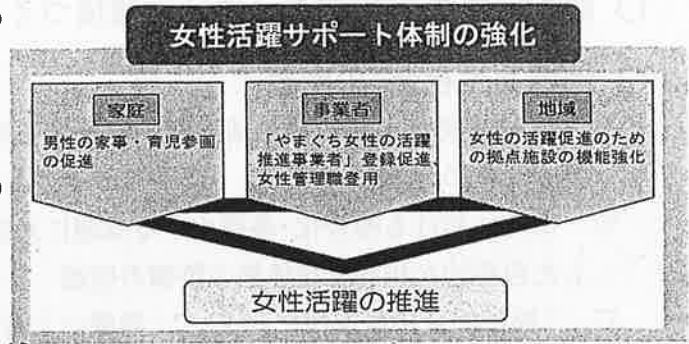 女性活躍サポート体制の強化
家庭
男性の家事・育児参画
の促進
事業者
「やまぐち女性の活躍
推進事業者」登録促進、
女性管理職登用
地域
女性の活躍促進のため
の拠点施設の機能強化
女性活躍の推進